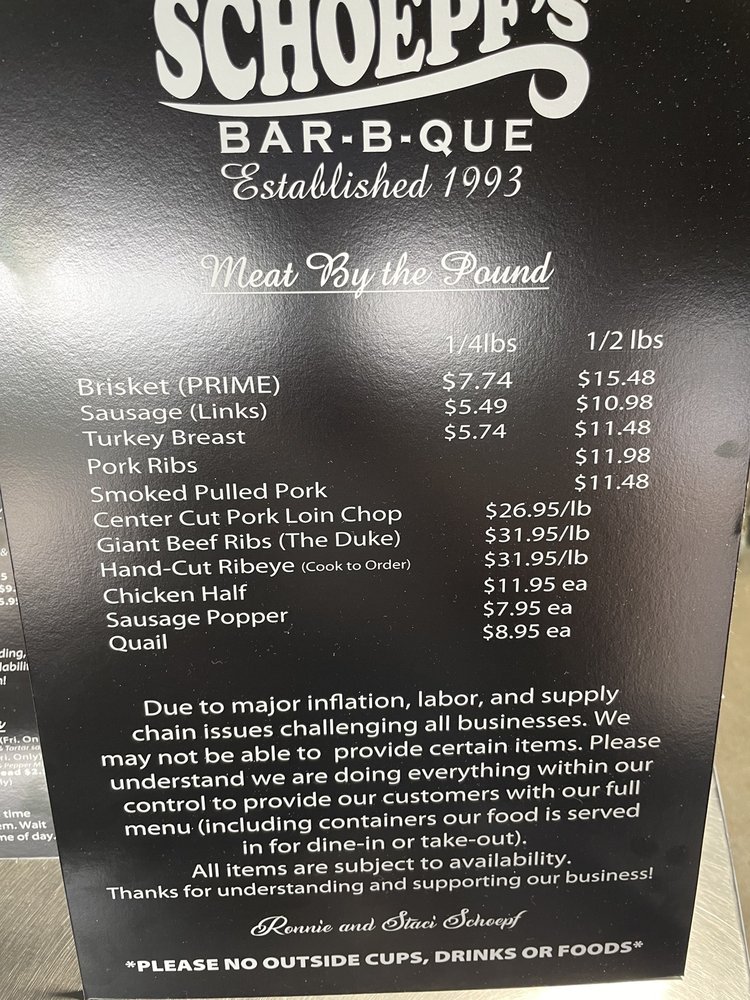 SCHOEPF's
BAR-B-QUE
Established 1993
Meat By the Pound
1/4lbs 1/2 lbs
Brisket (PRIME) $7.74 $15.48
Sausage (Links) $5.49 $10.98
Turkey Breast $5.74 $11.48
Pork Ribs $11.98
Smoked Pulled Pork $11.48
Center Cut Pork Loin Chop $26.95/lb
Giant Beef Ribs (The Duke) $31.95/lb
Hand-Cut Ribeye (Cook to Order) $31.95/lb
Chicken Half $11.95 ea
Sausage Popper $7.95 ea
Quail $8.95 ea
Due to major inflation, labor, and supply
chain issues challenging all businesses. We
may not be able to provide certain items. Please
understand we are doing everything within our
control to provide our customers with our full
menu (including containers our food is served
in for dine-in or take-out).
All items are subject to availability.
Thanks for understanding and supporting our business!
Ronnie and Staci Schoepf
*PLEASE NO OUTSIDE CUPS, DRINKS OR FOODS*
time
Wait
of day.